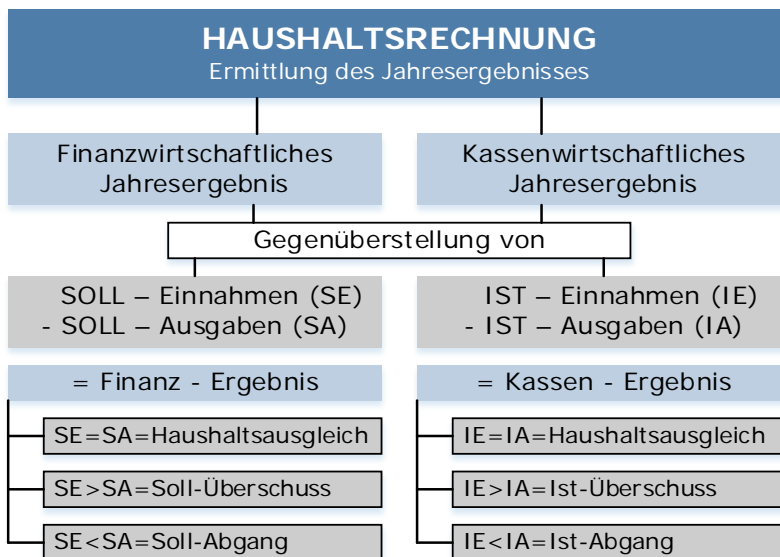 HAUSHALTSRECHNUNG
Ermittlung des Jahresergebnisses
Finanzwirtschaftliches
Jahresergebnis
Kassenwirtschaftliches
Jahresergebnis
Gegenüberstellung von
SOLL – Einnahmen (SE)
- SOLL – Ausgaben (SA)
IST – Einnahmen (IE)
- IST – Ausgaben (IA)
= Finanz - Ergebnis
= Kassen - Ergebnis
SE=SA=Haushaltsausgleich
SE>SA=Soll-Überschuss
SE<SA=Soll-Abgang
IE=IA=Haushaltsausgleich
IE>IA=Ist-Überschuss
IE<IA=Ist-Abgang